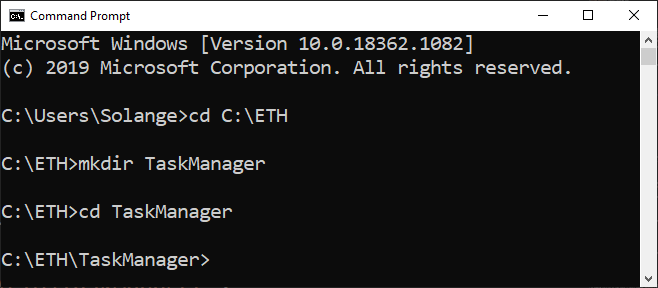 Command Prompt
Microsoft Windows [Version 10.0.18362.1082]
(c) 2019 Microsoft Corporation. All rights reserved.
C:\Users\Solange>cd C:\ETH
C:\ETH>mkdir TaskManager
C:\ETH>cd TaskManager
C:\ETH\TaskManager>